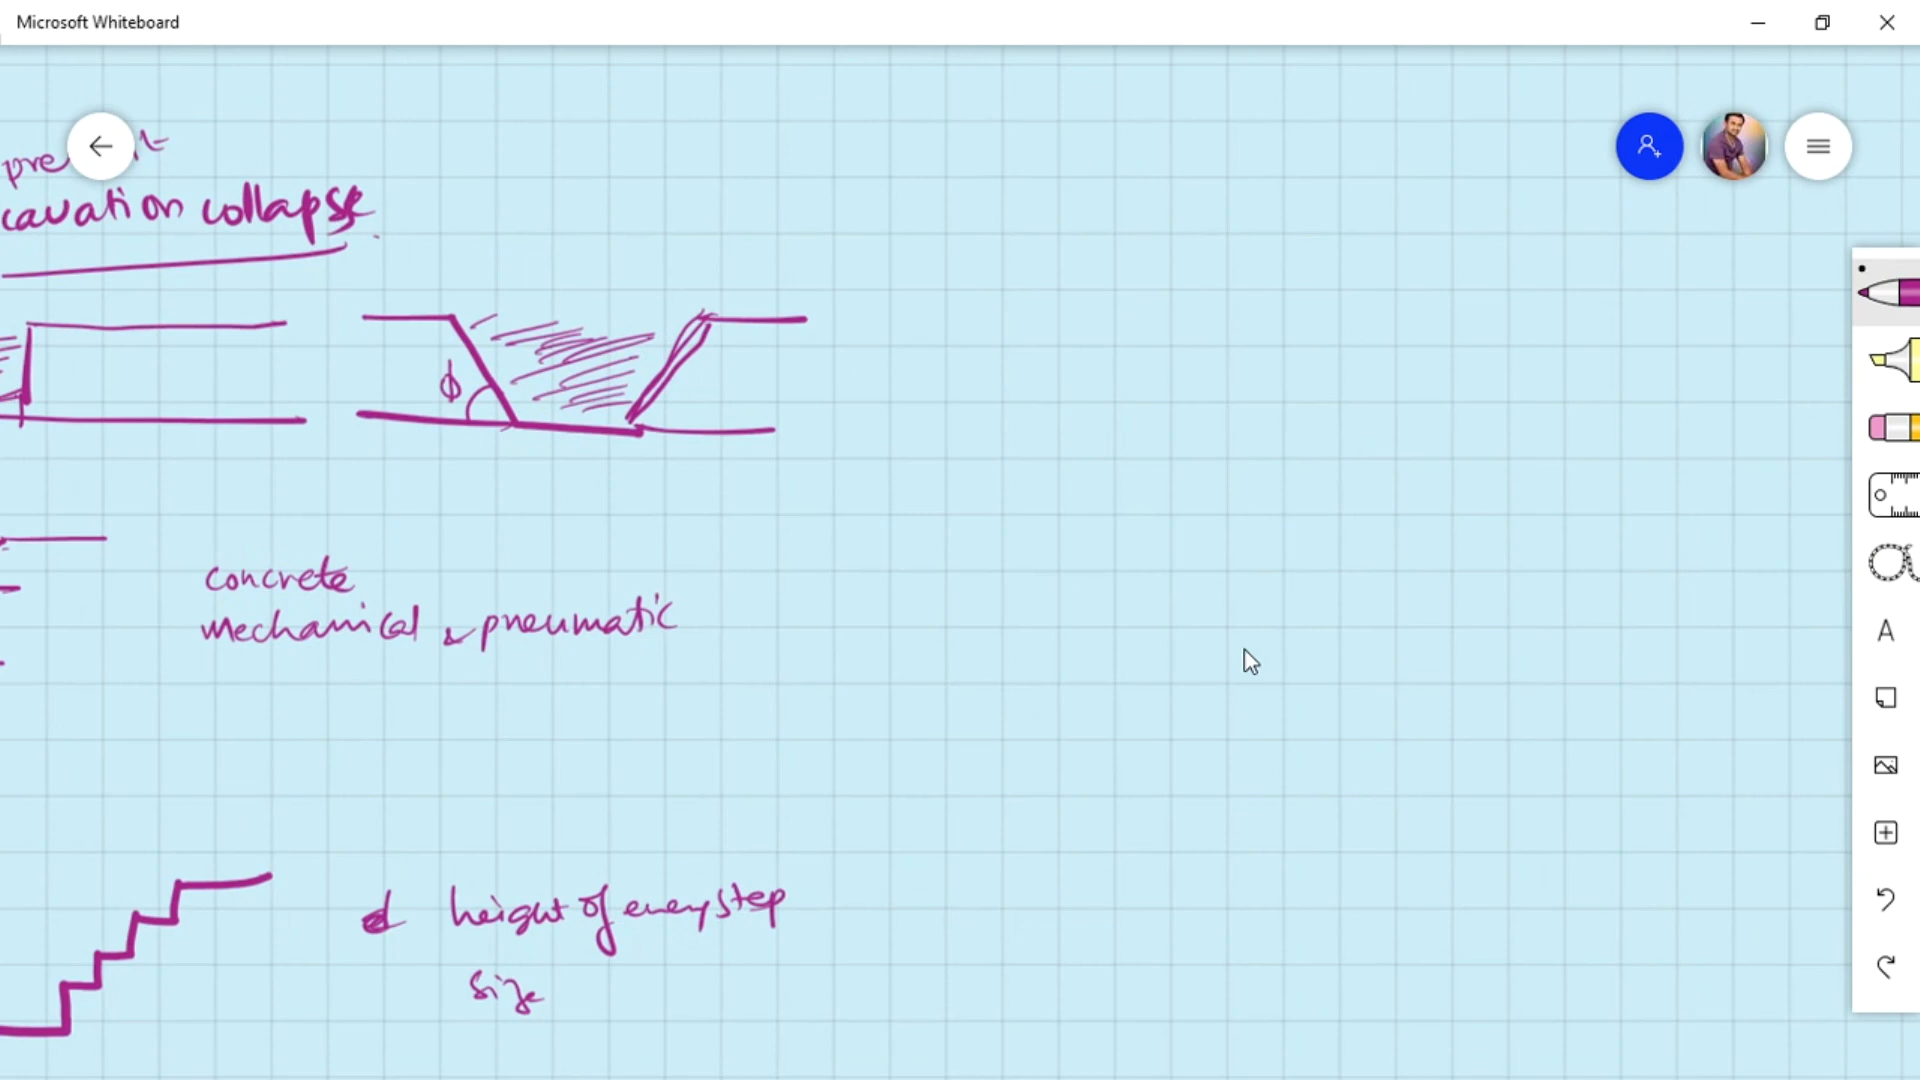 Microsoft Whiteboard
cavation collapse
ϕ
concrete
mechanical & pneumatic
height of every step
size
A